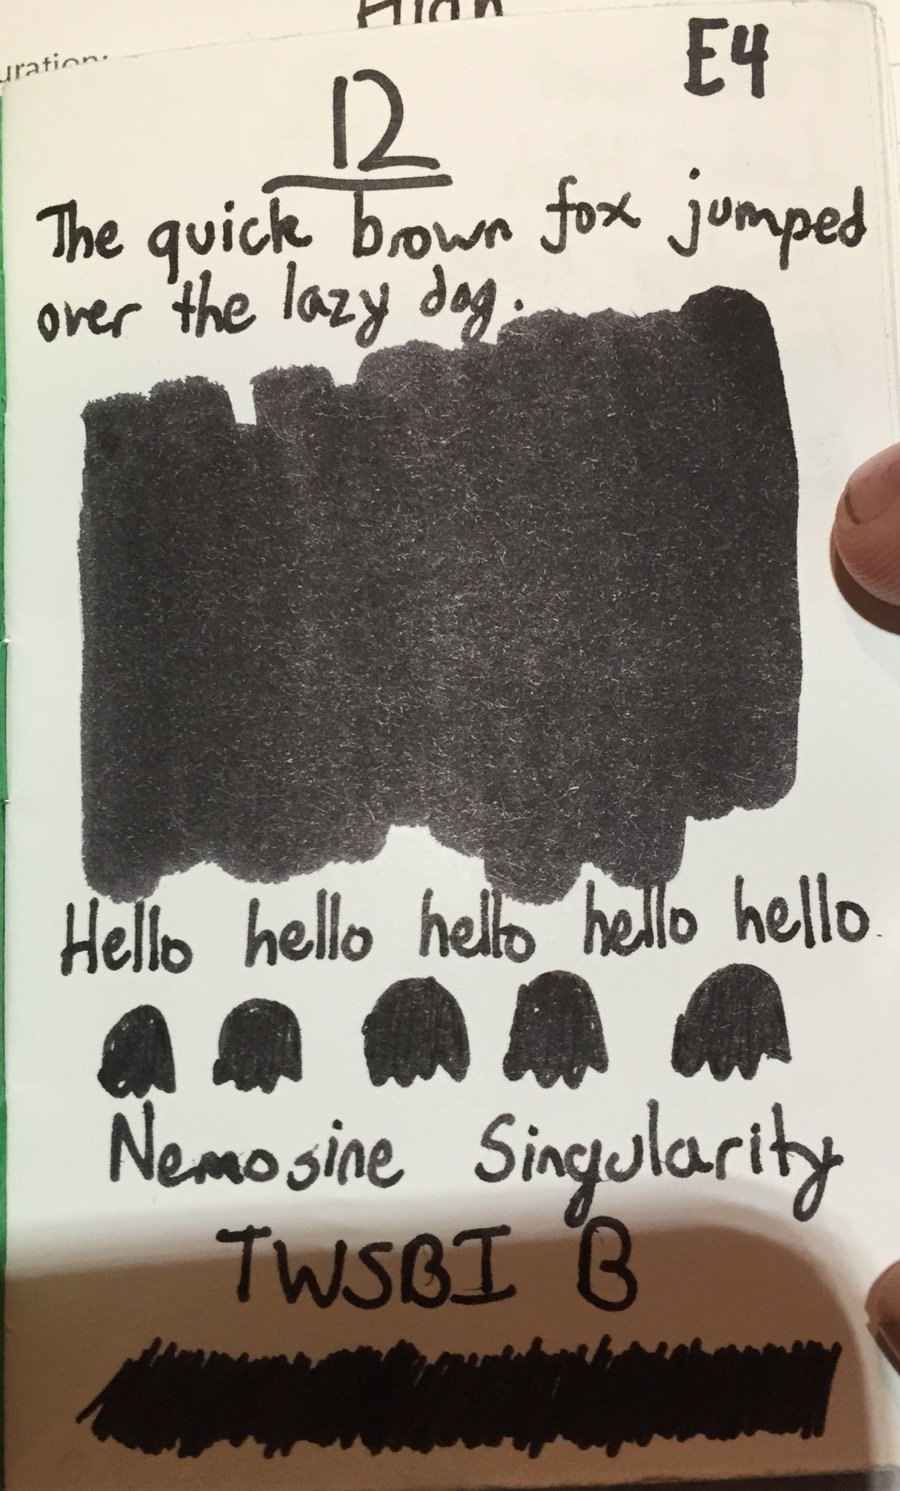 High
uration:
E4
12
The quick brown fox jumped
over the lazy dog.
Hello hello hello hello hello.
Nemosine Singularity
TWSBI B